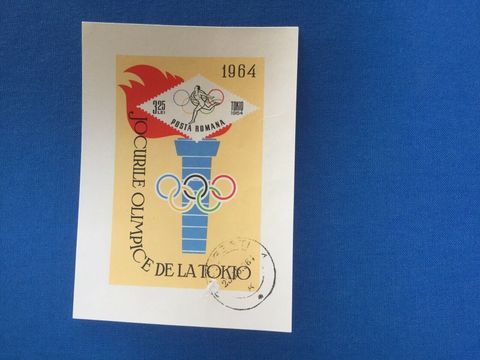 1964
3,25
LEI
TOKIO
1964
POSTA ROMANA
JOCURILE OLIMPICE DE LA TOKIO